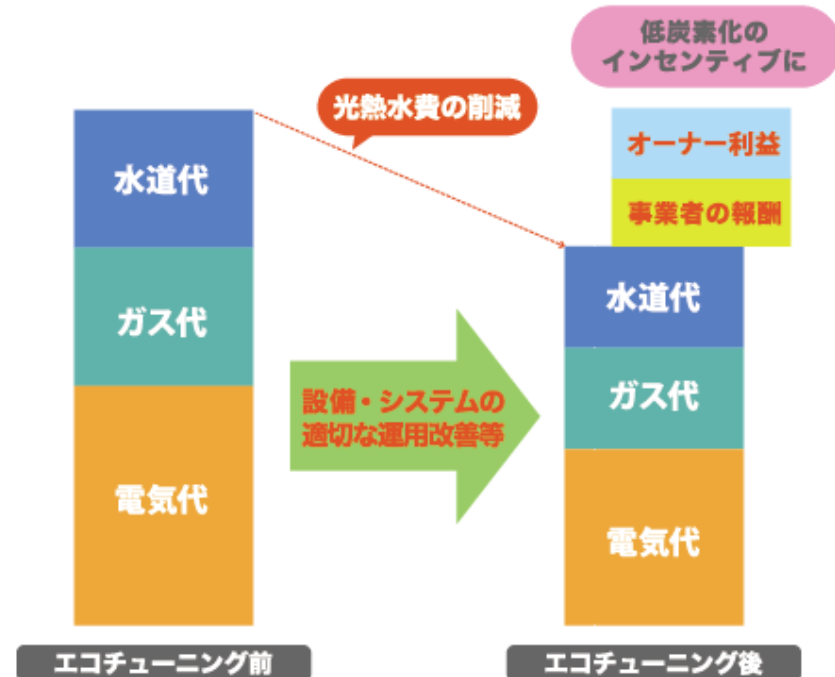 低炭素化の
インセンティブに
光熱水費の削減
オーナー利益
事業者の報酬
水道代
ガス代
電気代
設備・システムの
適切な運用改善等
水道代
ガス代
電気代
エコチューニング前
エコチューニング後